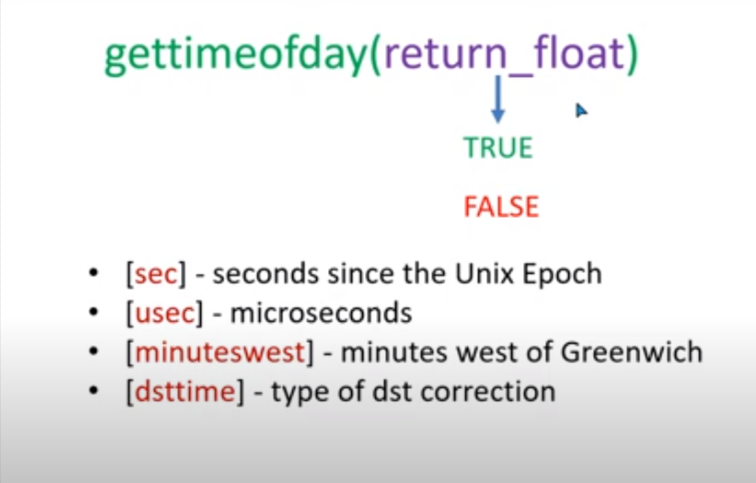 gettimeofday(return_float)
TRUE
FALSE
• [sec] - seconds since the Unix Epoch
• [usec] - microseconds
• [minuteswest] - minutes west of Greenwich
• [dsttime] - type of dst correction